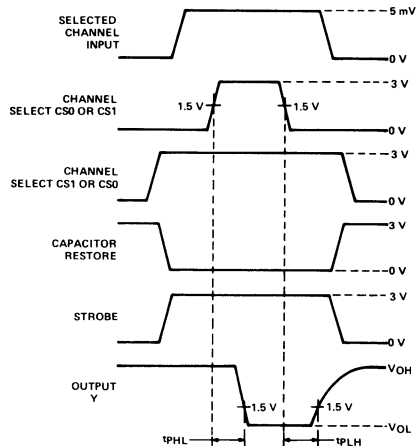 SELECTED
CHANNEL
INPUT
5 mV
0 V
CHANNEL
SELECT CS0 OR CS1
1.5 V
1.5 V
3 V
0 V
CHANNEL
SELECT CS1 OR CS0
3 V
0 V
CAPACITOR
RESTORE
3 V
0 V
STROBE
3 V
0 V
OUTPUT
Y
1.5 V
1.5 V
VOH
VOL
tPHL
tPLH